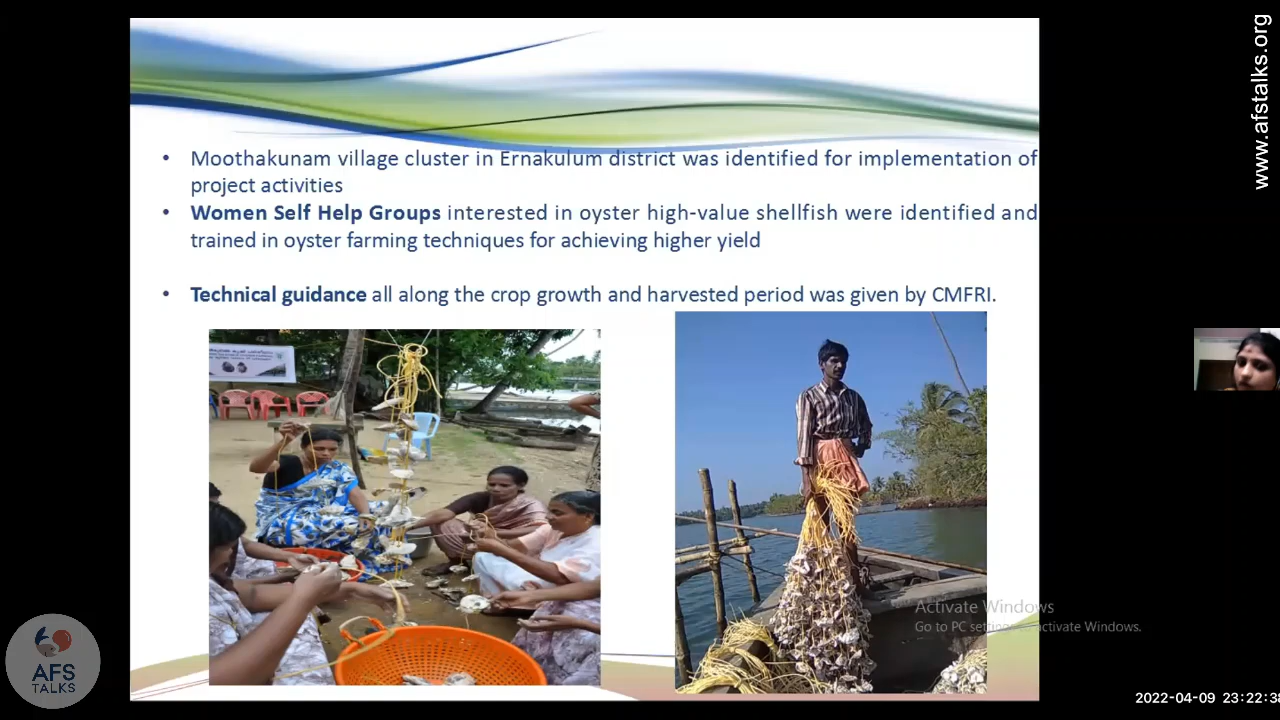 www.afstalks.org
• Moothakunam village cluster in Ernakulum district was identified for implementation of
project activities
• Women Self Help Groups interested in oyster high-value shellfish were identified and
trained in oyster farming techniques for achieving higher yield
• Technical guidance all along the crop growth and harvested period was given by CMFRI.
Activate Windows
Go to PC settings to activate Windows.
AFS
TALKS
2022-04-09 23:22:38